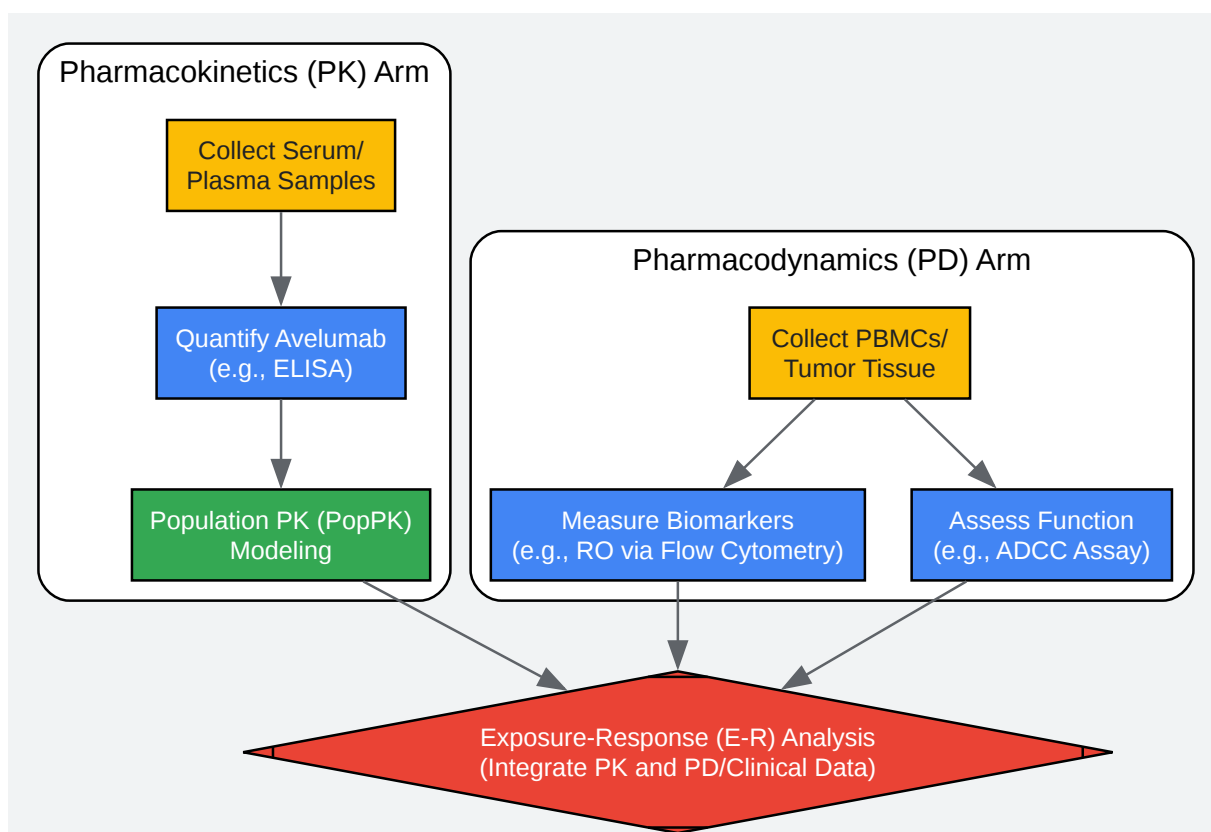 Pharmacokinetics (PK) Arm
Collect Serum/
Plasma Samples
Quantify Avelumab
(e.g., ELISA)
Population PK (PopPK)
Modeling
Pharmacodynamics (PD) Arm
Collect PBMCs/
Tumor Tissue
Measure Biomarkers
(e.g., RO via Flow Cytometry)
Assess Function
(e.g., ADCC Assay)
Exposure-Response (E-R) Analysis
(Integrate PK and PD/Clinical Data)